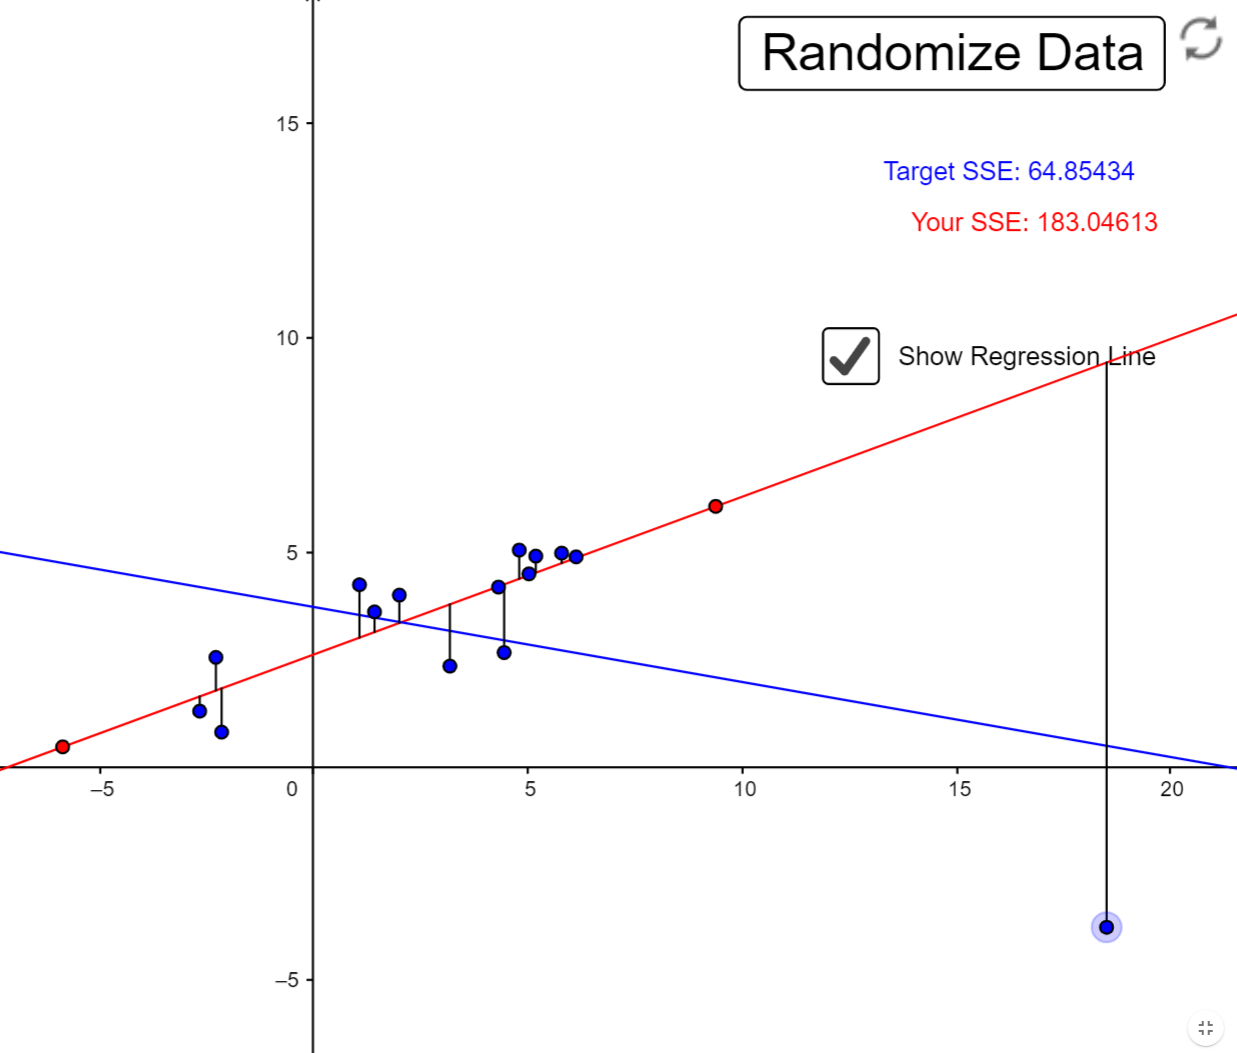 Randomize Data
15
Target SSE: 64.85434
Your SSE: 183.04613
10
Show Regression Line
5
–5 0 5 10 15 20
–5